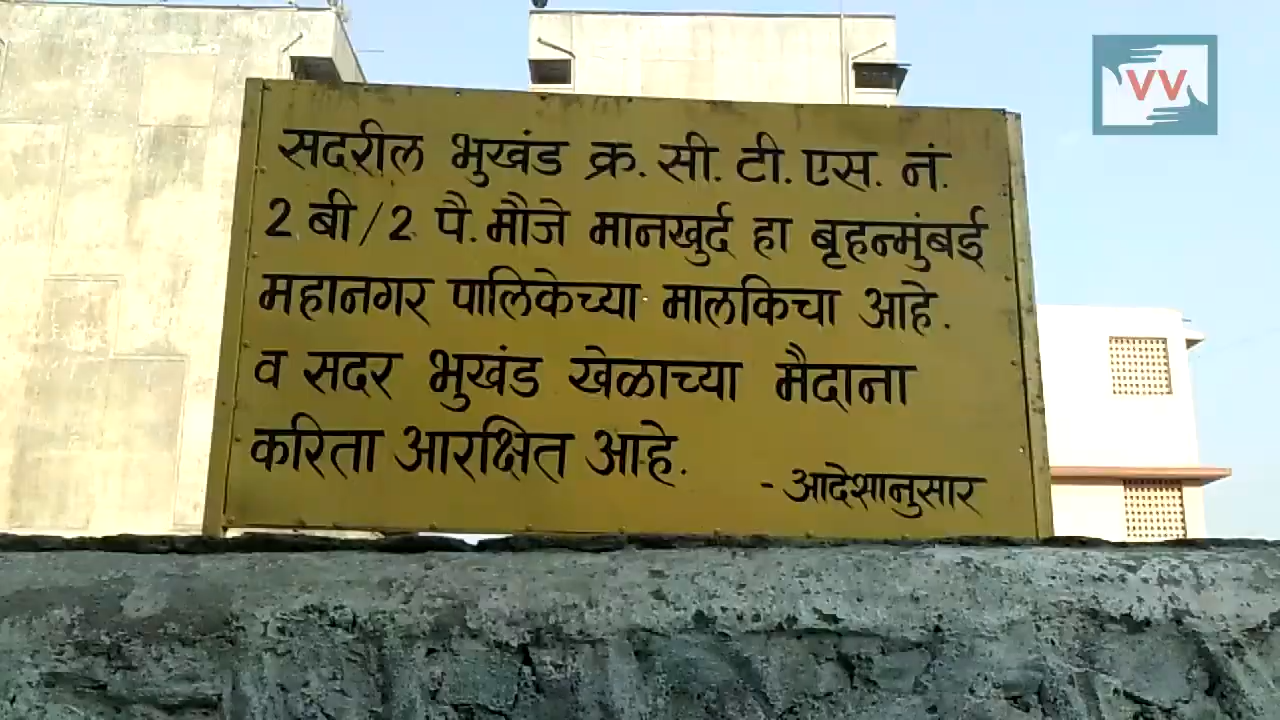 VV
सदरील भुखंड क्र. सी. टी. एस. नं.
2 बी / 2 पै. मौजे मानखुर्द हा बृहन्मुंबई
महानगर पालिकेच्या मालकिचा आहे.
व सदर भुखंड खेळाच्या मैदाना
करिता आरक्षित आहे.
- आदेशानुसार